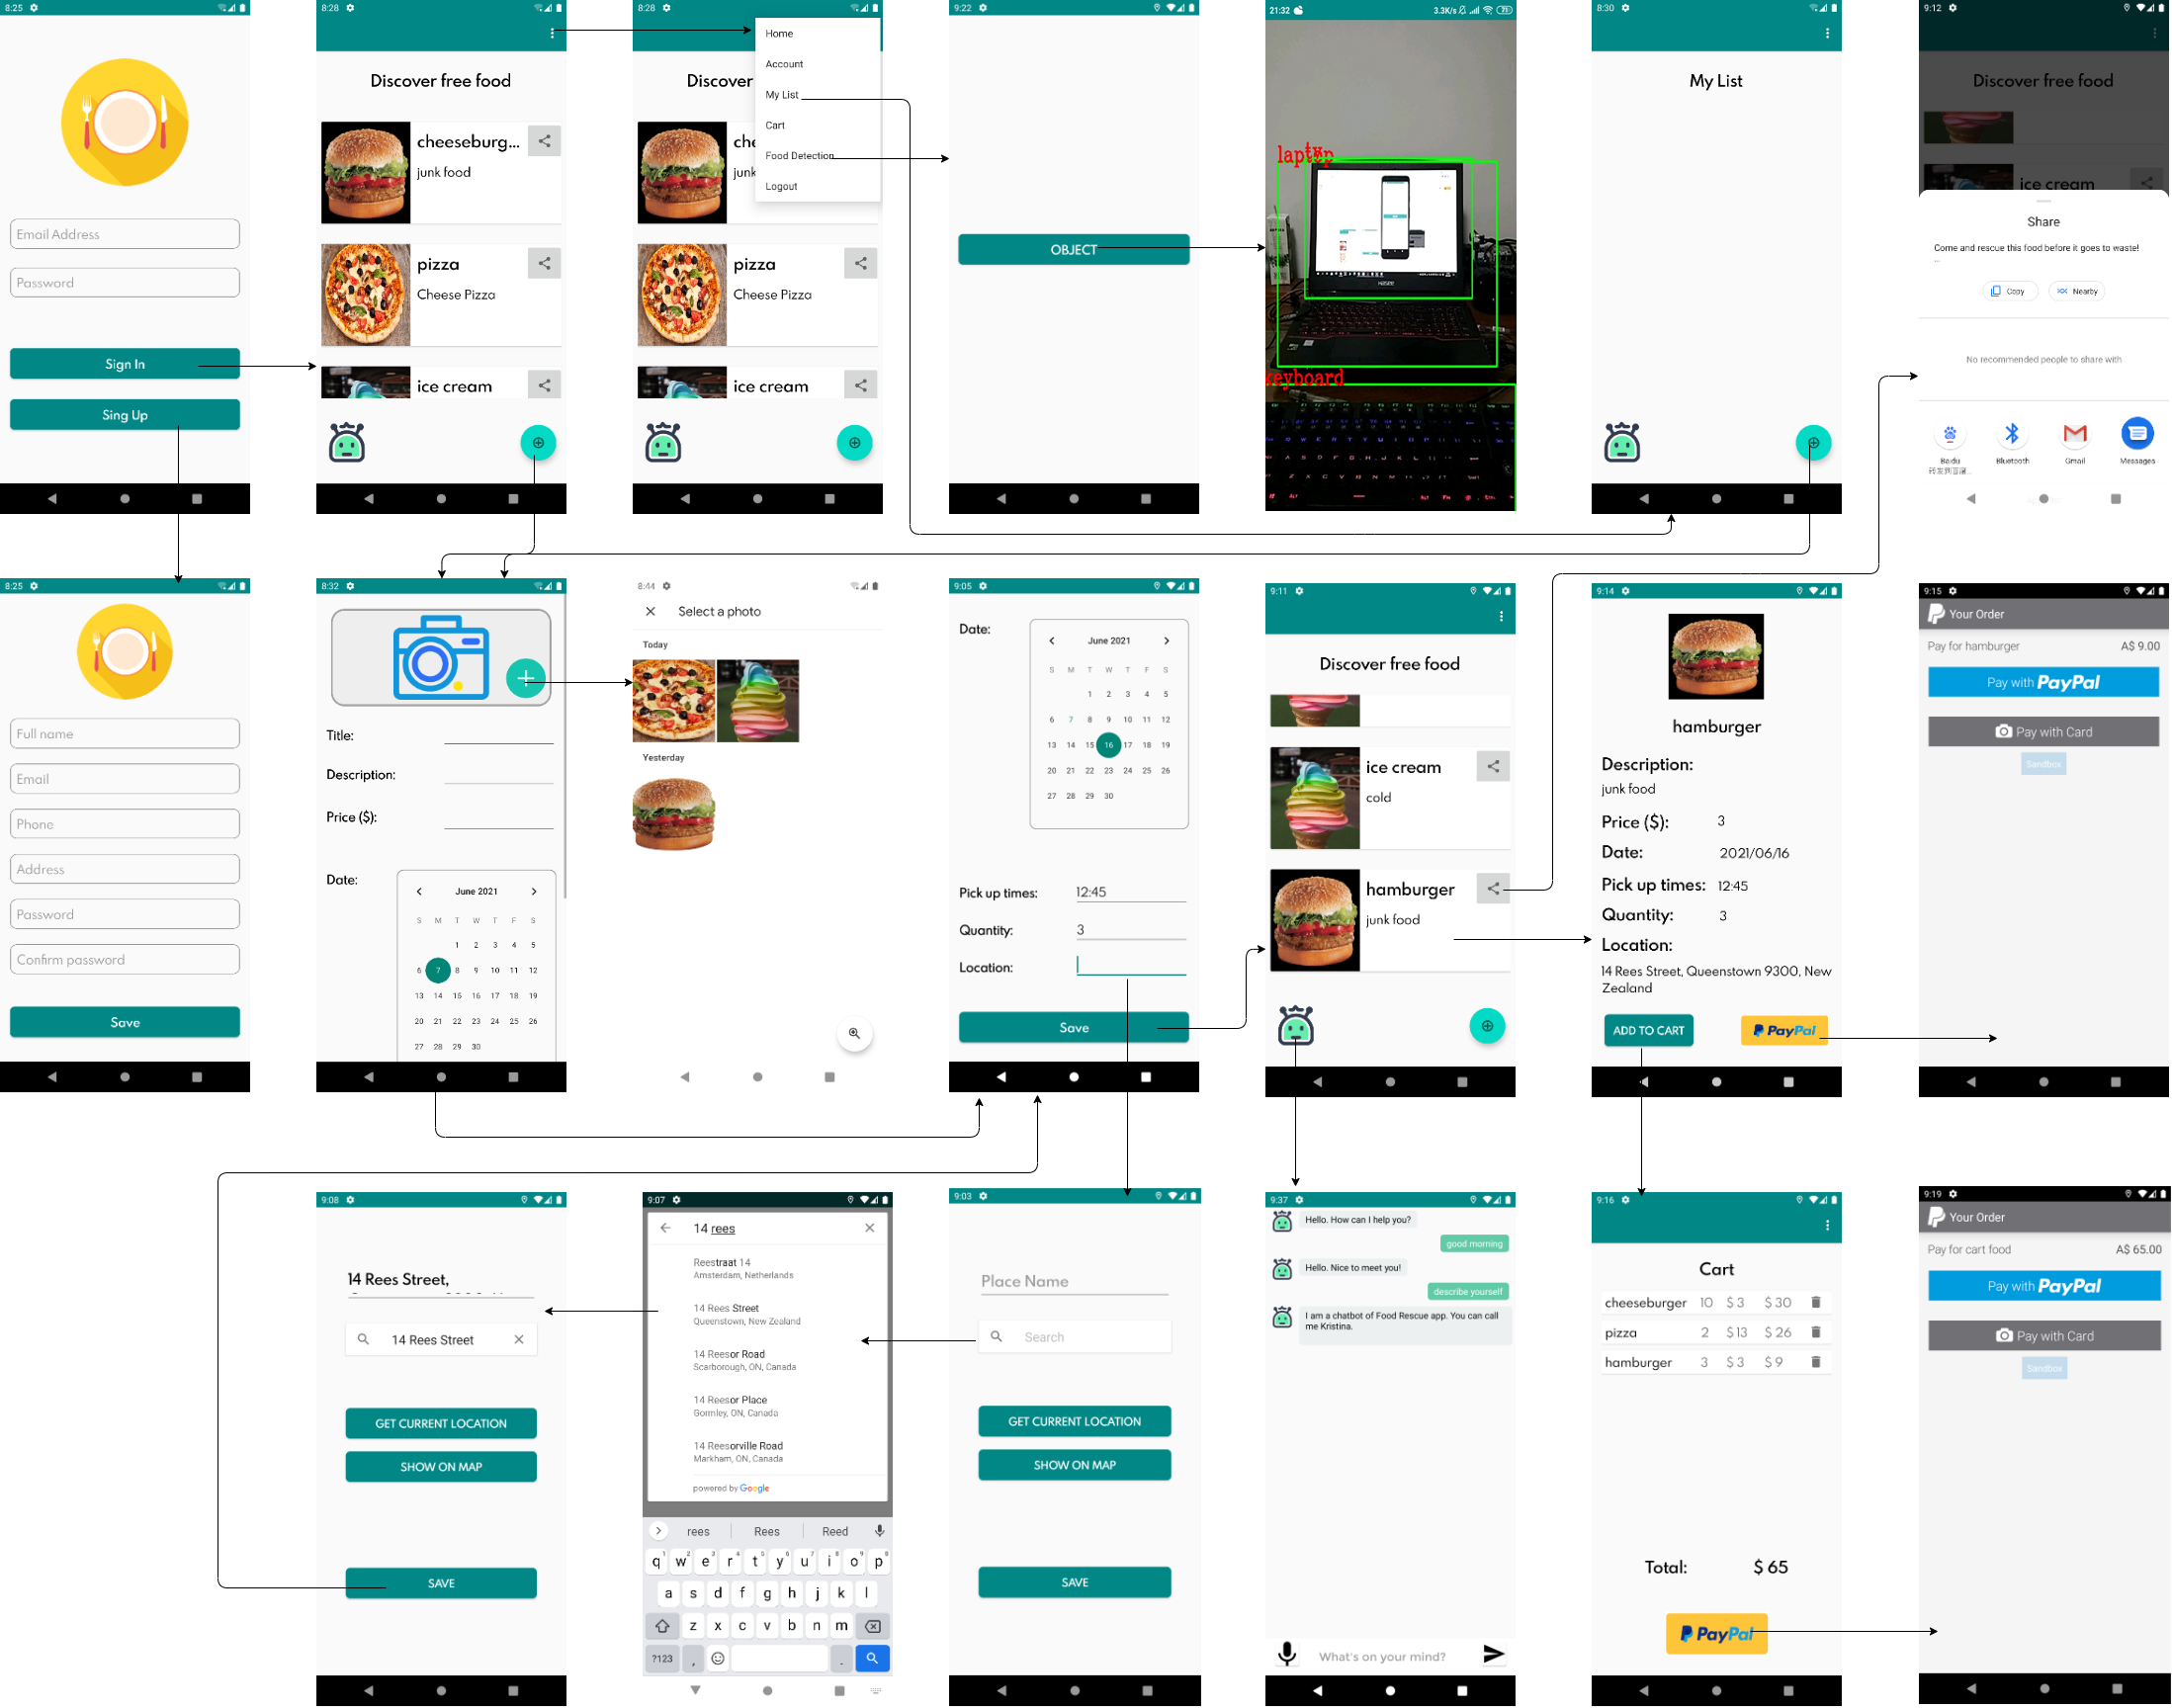 8:25
Email Address
Password
Sign In
Sing Up
8:28
Discover free food
cheeseburg...
junk food
pizza
Cheese Pizza
ice cream
8:28
Discover
Home
Account
My List
Cart
Food Detection
Logout
che
junk
pizza
Cheese Pizza
ice cream
9:22
OBJECT
21:32
3.3K/s
laptop
tv
keyboard
8:30
My List
9:12
Discover free food
ice cream
Share
Come and rescue this food before it goes to waste!
...
Copy
Nearby
No recommended people to share with
Baidu
Bluetooth
Gmail
Messages
8:25
Full name
Email
Phone
Address
Password
Confirm password
Save
8:32
Title:
Description:
Price ($):
Date:
June 2021
S M T W T F S
1 2 3 4 5
6 7 8 9 10 11 12
13 14 15 16 17 18 19
20 21 22 23 24 25 26
27 28 29 30
8:44
Select a photo
Today
Yesterday
9:05
Date:
June 2021
S M T W T F S
1 2 3 4 5
6 7 8 9 10 11 12
13 14 15 16 17 18 19
20 21 22 23 24 25 26
27 28 29 30
Pick up times: 12:45
Quantity: 3
Location:
Save
9:11
Discover free food
ice cream
cold
hamburger
junk food
9:14
hamburger
Description:
junk food
Price ($): 3
Date: 2021/06/16
Pick up times: 12:45
Quantity: 3
Location:
14 Rees Street, Queenstown 9300, New
Zealand
ADD TO CART
PayPal
9:15
Your Order
Pay for hamburger A$ 9.00
Pay with PayPal
Pay with Card
Sandbox
9:08
14 Rees Street,
14 Rees Street
GET CURRENT LOCATION
SHOW ON MAP
SAVE
9:07
14 rees
Reestraat 14
Amsterdam, Netherlands
14 Rees Street
Queenstown, New Zealand
14 Reesor Road
Scarborough, ON, Canada
14 Reesor Place
Gormley, ON, Canada
14 Reesorville Road
Markham, ON, Canada
powered by Google
rees Rees Reed
q1 w2 e3 r4 t5 y6 u7 i8 o9 p0
a s d f g h j k l
z x c v b n m
?123 , .
9:03
Place Name
Search
GET CURRENT LOCATION
SHOW ON MAP
SAVE
9:37
Hello. How can I help you?
good morning
Hello. Nice to meet you!
describe yourself
I am a chatbot of Food Rescue app. You can call
me Kristina.
What's on your mind?
9:16
Cart
cheeseburger 10 $ 3 $ 30
pizza 2 $ 13 $ 26
hamburger 3 $ 3 $ 9
Total: $ 65
PayPal
9:19
Your Order
Pay for cart food A$ 65.00
Pay with PayPal
Pay with Card
Sandbox